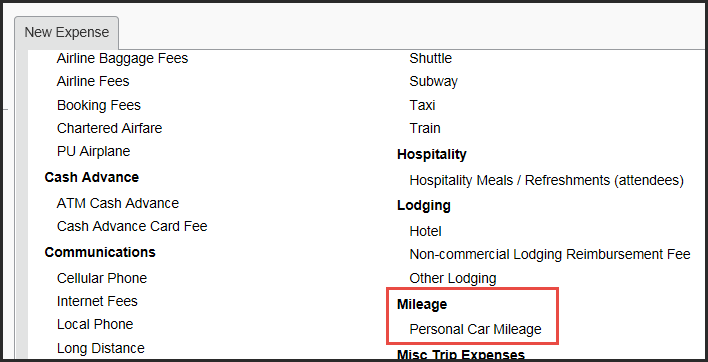 New Expense
Airline Baggage Fees
Airline Fees
Booking Fees
Chartered Airfare
PU Airplane
Cash Advance
ATM Cash Advance
Cash Advance Card Fee
Communications
Cellular Phone
Internet Fees
Local Phone
Long Distance
Shuttle
Subway
Taxi
Train
Hospitality
Hospitality Meals / Refreshments (attendees)
Lodging
Hotel
Non-commercial Lodging Reimbursement Fee
Other Lodging
Mileage
Personal Car Mileage
Misc Trip Expenses